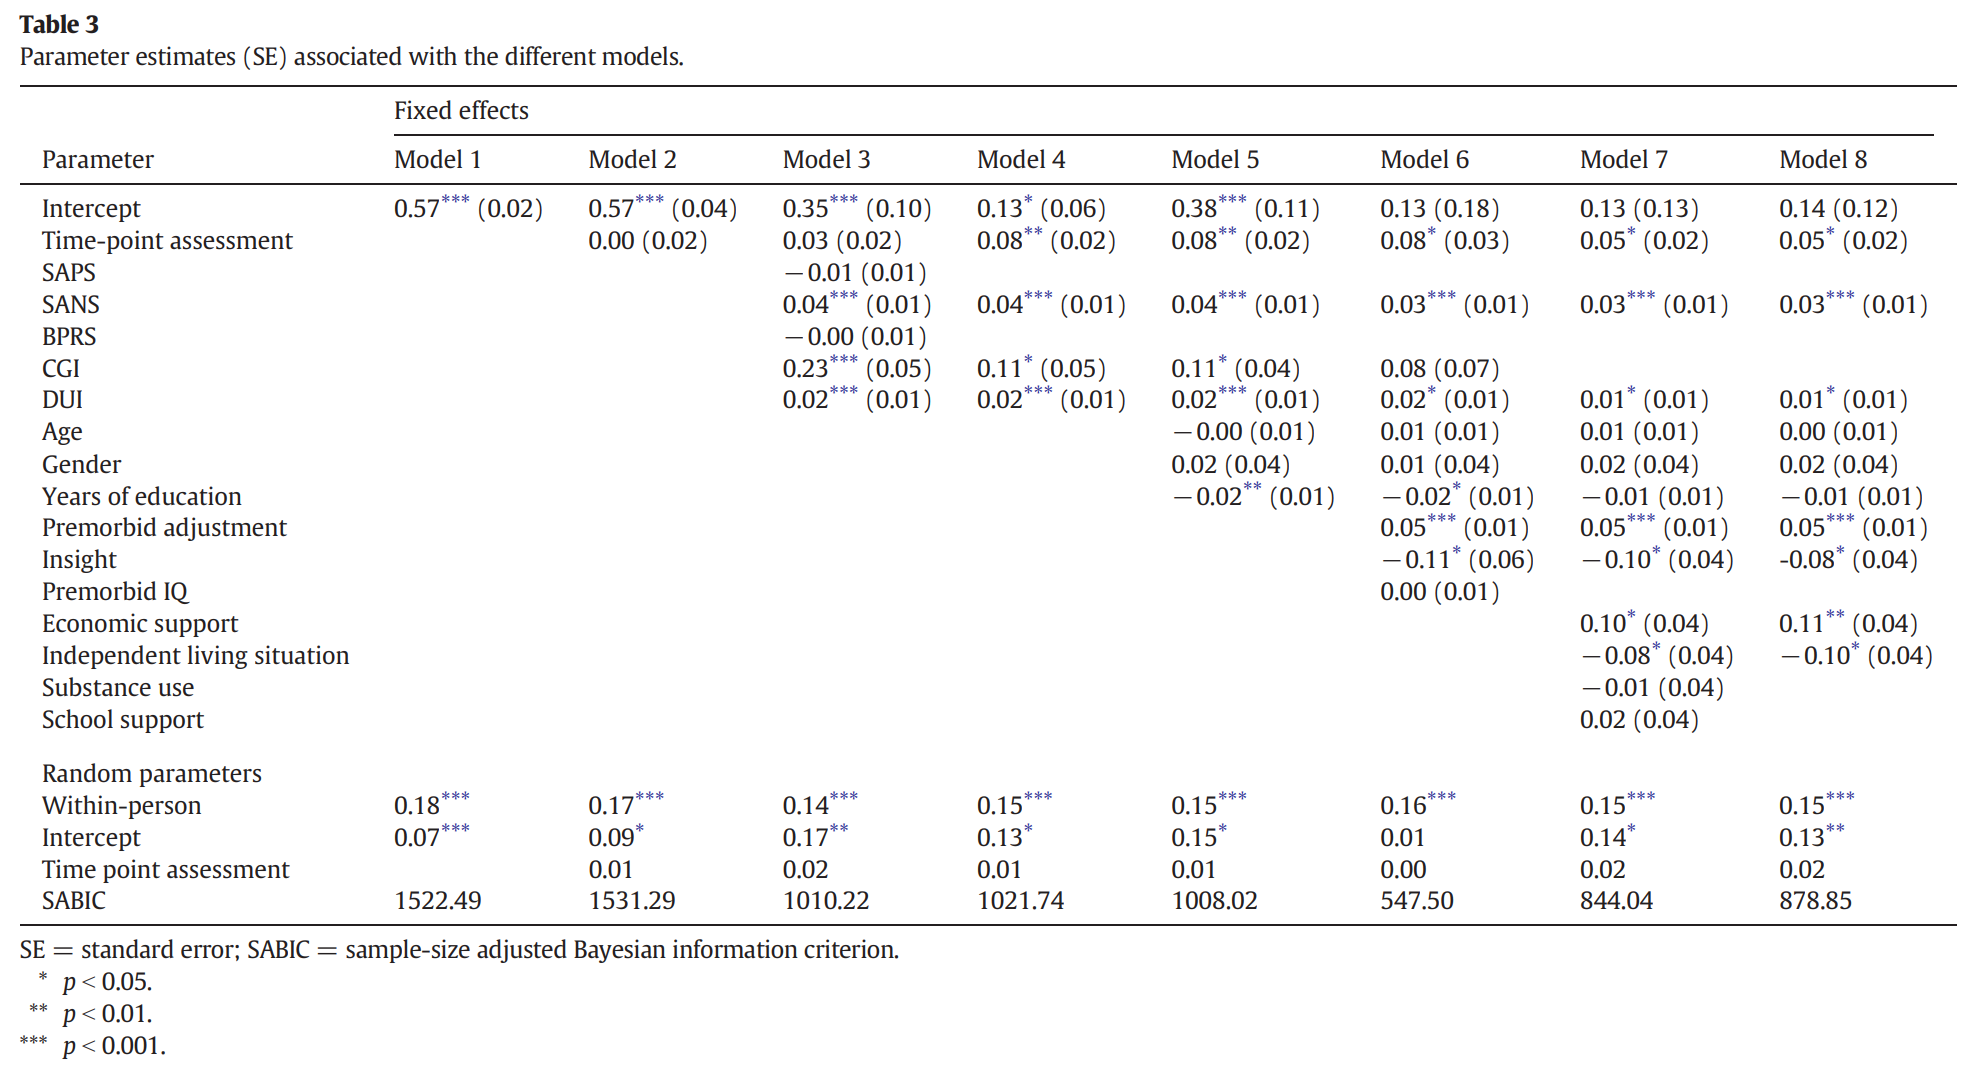 Table 3
Parameter estimates (SE) associated with the different models.
Fixed effects
Parameter Model 1 Model 2 Model 3 Model 4 Model 5 Model 6 Model 7 Model 8
Intercept 0.57*** (0.02) 0.57*** (0.04) 0.35*** (0.10) 0.13* (0.06) 0.38*** (0.11) 0.13 (0.18) 0.13 (0.13) 0.14 (0.12)
Time-point assessment 0.00 (0.02) 0.03 (0.02) 0.08** (0.02) 0.08** (0.02) 0.08* (0.03) 0.05* (0.02) 0.05* (0.02)
SAPS −0.01 (0.01)
SANS 0.04*** (0.01) 0.04*** (0.01) 0.04*** (0.01) 0.03*** (0.01) 0.03*** (0.01) 0.03*** (0.01)
BPRS −0.00 (0.01)
CGI 0.23*** (0.05) 0.11* (0.05) 0.11* (0.04) 0.08 (0.07)
DUI 0.02*** (0.01) 0.02*** (0.01) 0.02*** (0.01) 0.02* (0.01) 0.01* (0.01) 0.01* (0.01)
Age −0.00 (0.01) 0.01 (0.01) 0.01 (0.01) 0.00 (0.01)
Gender 0.02 (0.04) 0.01 (0.04) 0.02 (0.04) 0.02 (0.04)
Years of education −0.02** (0.01) −0.02* (0.01) −0.01 (0.01) −0.01 (0.01)
Premorbid adjustment 0.05*** (0.01) 0.05*** (0.01) 0.05*** (0.01)
Insight −0.11* (0.06) −0.10* (0.04) -0.08* (0.04)
Premorbid IQ 0.00 (0.01)
Economic support 0.10* (0.04) 0.11** (0.04)
Independent living situation −0.08* (0.04) −0.10* (0.04)
Substance use −0.01 (0.04)
School support 0.02 (0.04)
Random parameters
Within-person 0.18*** 0.17*** 0.14*** 0.15*** 0.15*** 0.16*** 0.15*** 0.15***
Intercept 0.07*** 0.09* 0.17** 0.13* 0.15* 0.01 0.14* 0.13**
Time point assessment 0.01 0.02 0.01 0.01 0.00 0.02 0.02
SABIC 1522.49 1531.29 1010.22 1021.74 1008.02 547.50 844.04 878.85
SE = standard error; SABIC = sample-size adjusted Bayesian information criterion.
* p < 0.05.
** p < 0.01.
*** p < 0.001.